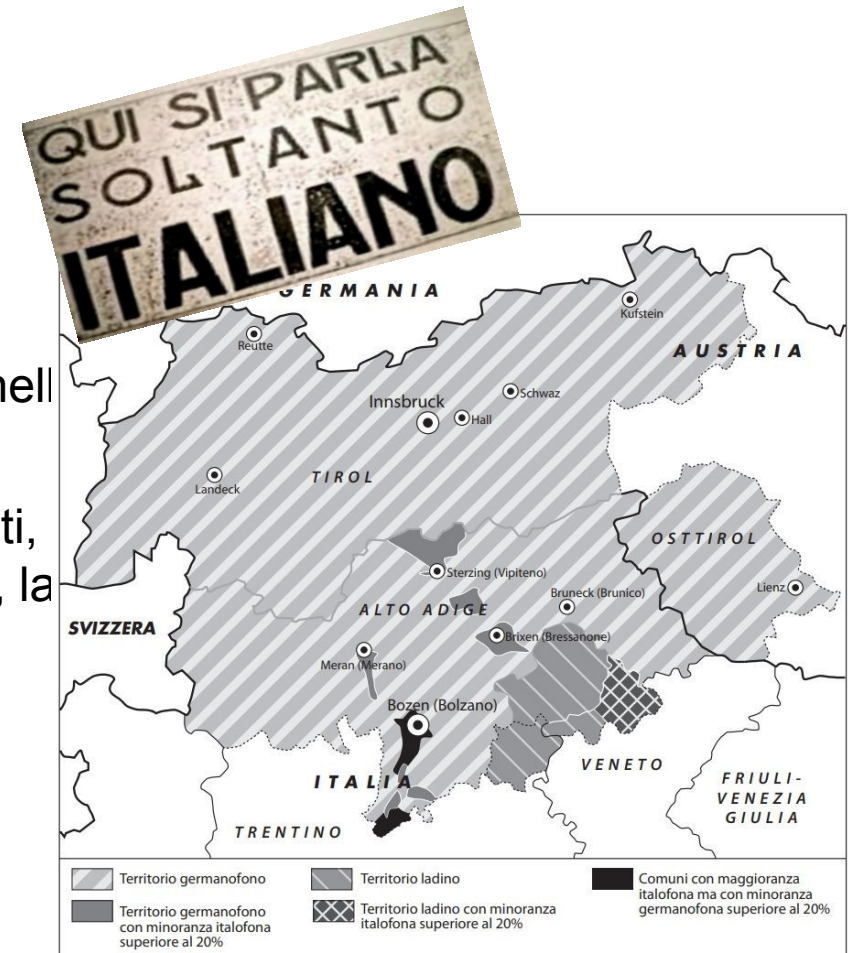 QUI SI PARLA
SOLTANTO
ITALIANO
GERMANIA
Kufstein
Reutte
AUSTRIA
nell
Innsbruck
Schwaz
Hall
TIROL
Landeck
ti,
OSTTIROL
Sterzing (Vipiteno)
, la
Bruneck (Brunico)
Lienz
ALTO ADIGE
SVIZZERA
Brixen (Bressanone)
Meran (Merano)
Bozen (Bolzano)
VENETO
ITALIA
FRIULI-
VENEZIA
GIULIA
TRENTINO
Territorio germanofono
Territorio germanofono
con minoranza italofona
superiore al 20%
Territorio ladino
Territorio ladino con minoranza
italofona superiore al 20%
Comuni con maggioranza
italofona ma con minoranza
germanofona superiore al 20%